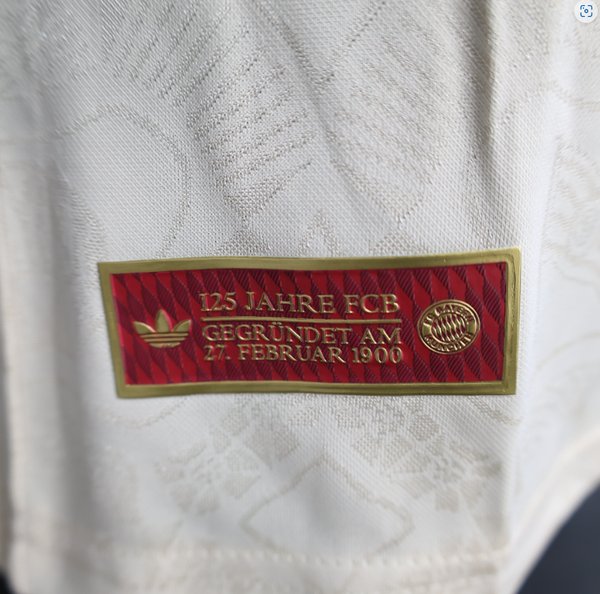 125 JAHRE FCB
GEGRÜNDET AM
27. FEBRUAR 1900